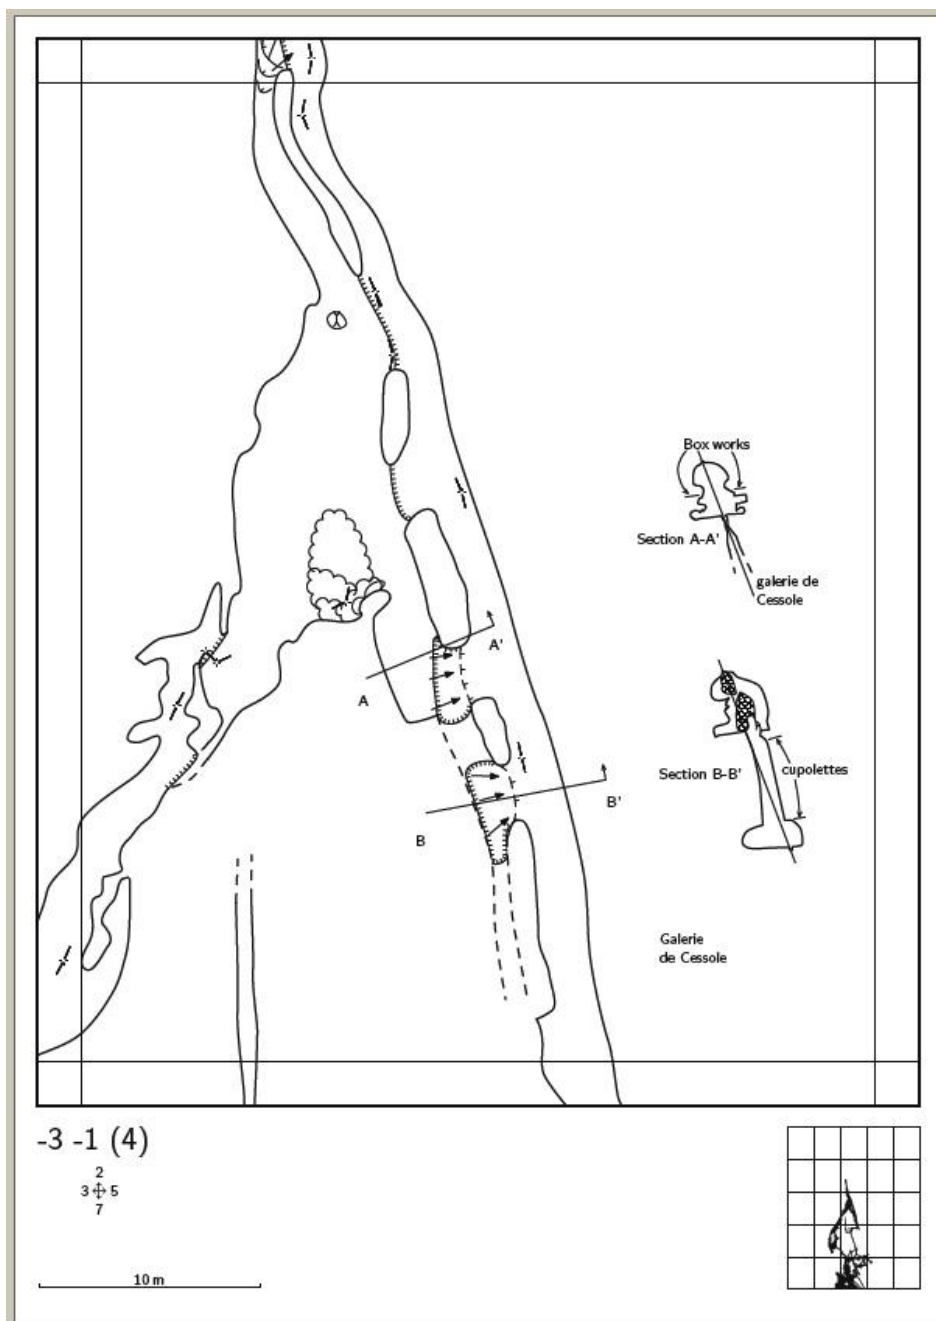 Box works
Section A-A'
galerie de
Cessole
A'
A
Section B-B'
cupolettes
B'
B
Galerie
de Cessole
-3 -1 (4)
2
3 5
7
10 m